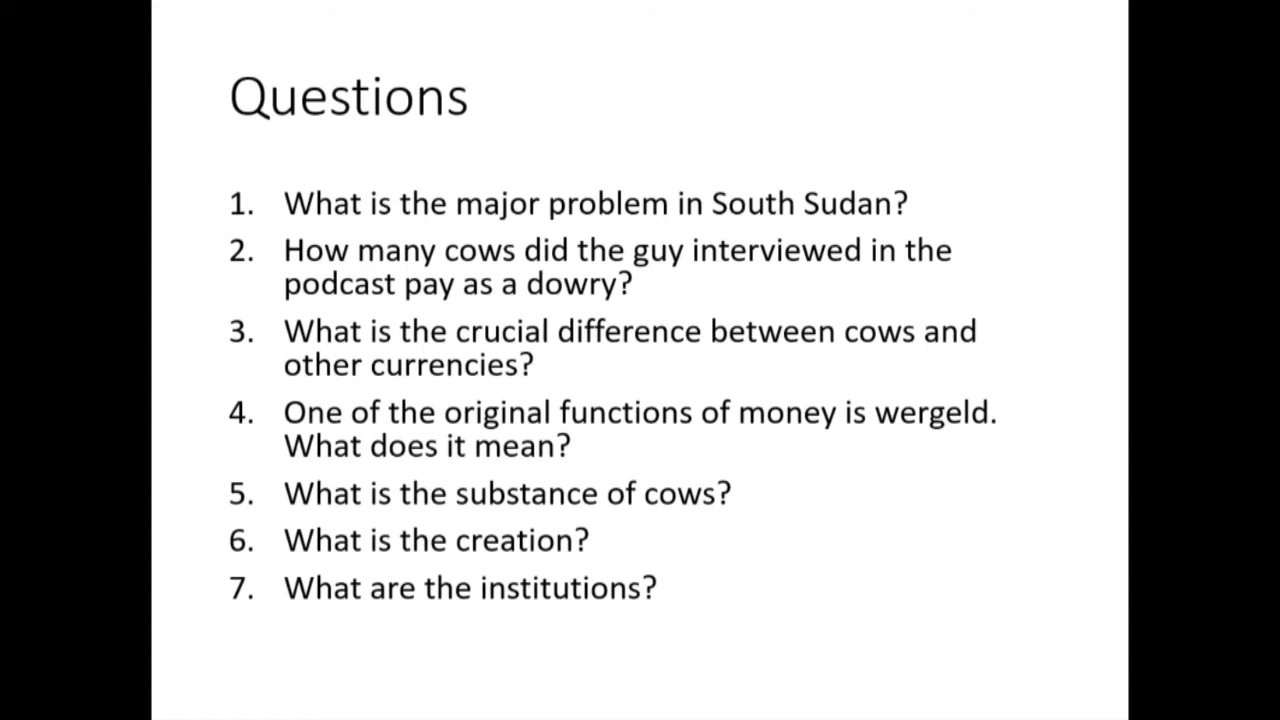 Questions
1. What is the major problem in South Sudan?
2. How many cows did the guy interviewed in the
podcast pay as a dowry?
3. What is the crucial difference between cows and
other currencies?
4. One of the original functions of money is wergeld.
What does it mean?
5. What is the substance of cows?
6. What is the creation?
7. What are the institutions?